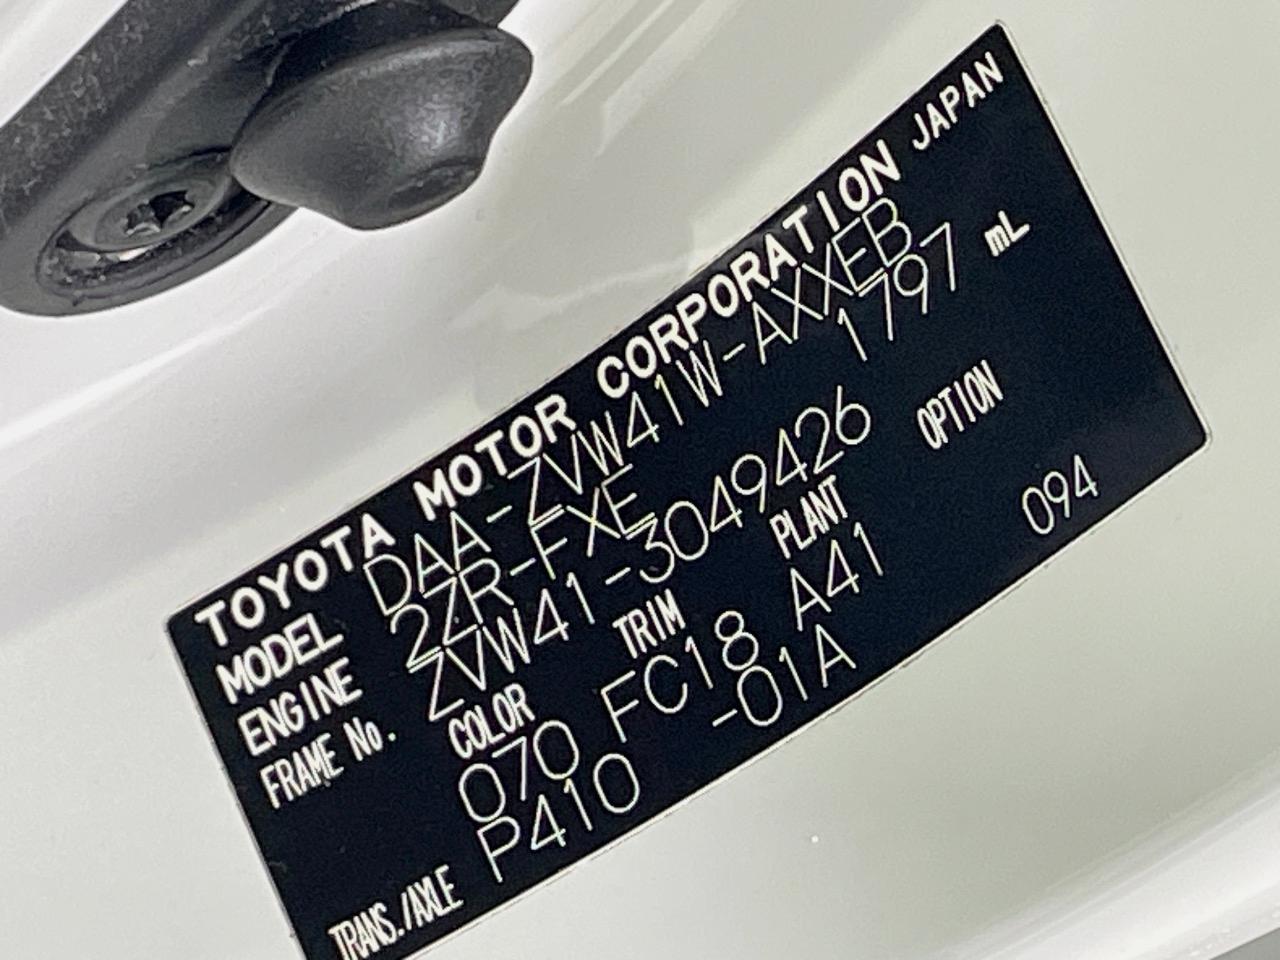 TOYOTA MOTOR CORPORATION JAPAN
MODEL DAA-ZVW41W-AXXEB
ENGINE 2ZR-FXE 1797 mL
FRAME No. ZVW41-3049426
COLOR TRIM PLANT OPTION
070 FC18 A41 094
TRANS./AXLE P410 -01A